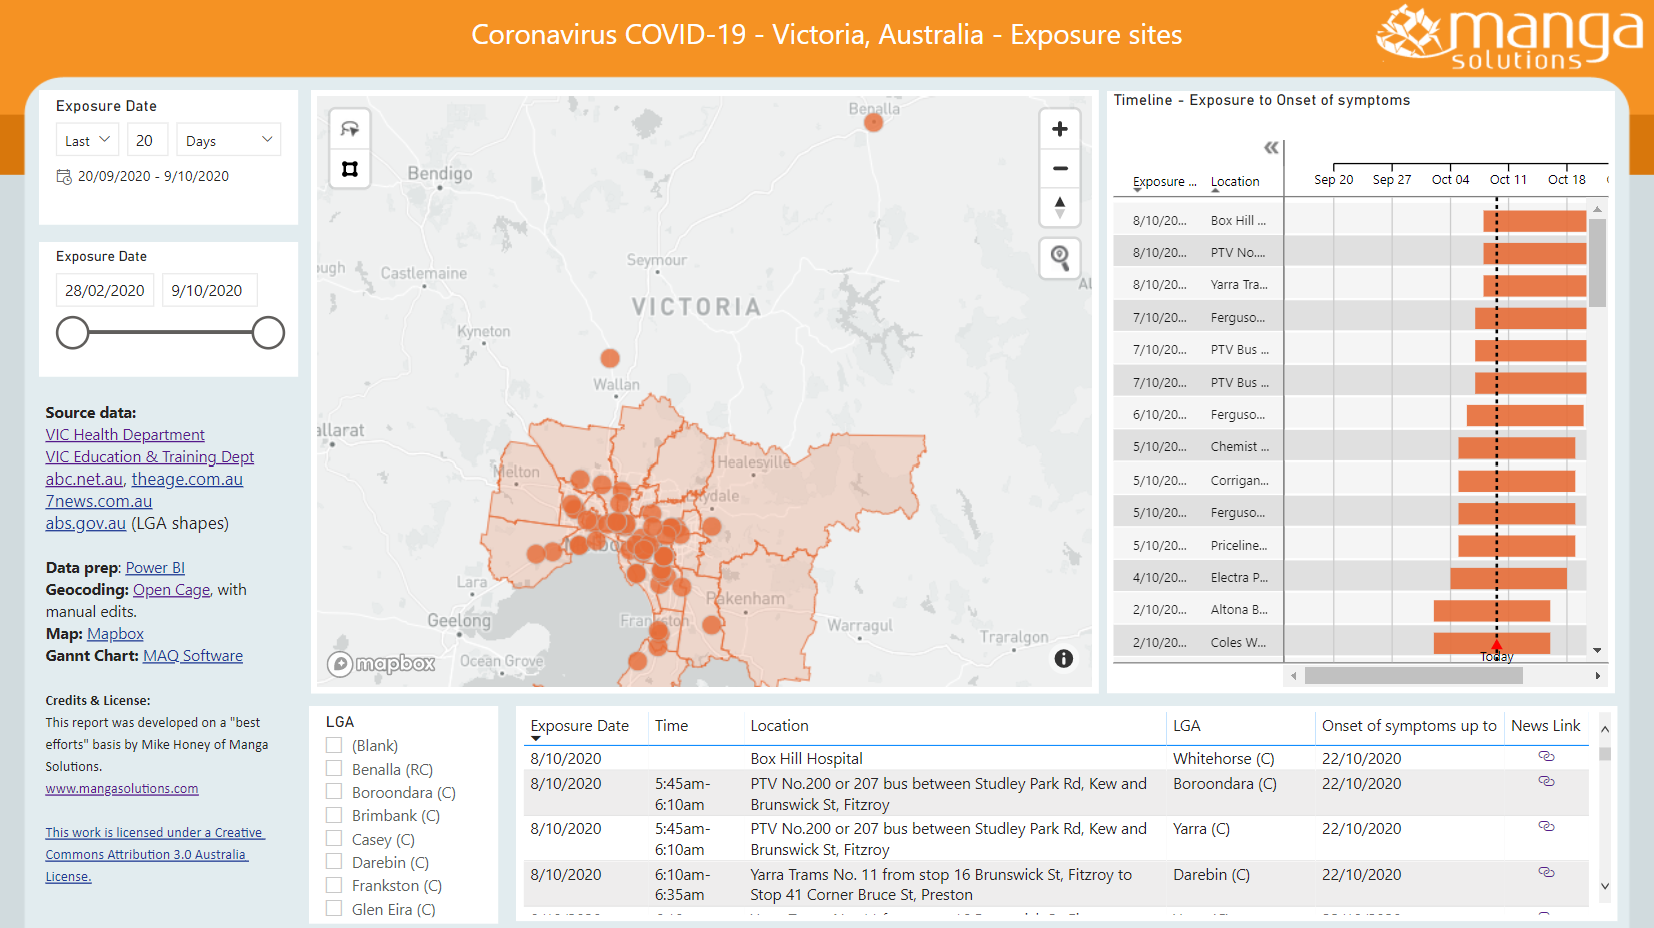 Coronavirus COVID-19 - Victoria, Australia - Exposure sites
manga
solutions
Exposure Date
Last
20
Days
20/09/2020 - 9/10/2020
Exposure Date
28/02/2020
9/10/2020
Source data:
VIC Health Department
VIC Education & Training Dept
abc.net.au, theage.com.au
7news.com.au
abs.gov.au (LGA shapes)
Data prep: Power BI
Geocoding: Open Cage, with
manual edits.
Map: Mapbox
Gannt Chart: MAQ Software
Credits & License:
This report was developed on a "best
efforts" basis by Mike Honey of Manga
Solutions.
www.mangasolutions.com
This work is licensed under a Creative
Commons Attribution 3.0 Australia
License.
Benalla
Bendigo
Seymour
ough
Castlemaine
Al
VICTORIA
Kyneton
Wallan
allarat
Melton
Healesville
Lara
Pakenham
Geelong
Frankston
Warragul
Traralgon
Ocean Grove
mapbox
Timeline - Exposure to Onset of symptoms
Exposure ... Location
Sep 20 Sep 27 Oct 04 Oct 11 Oct 18
8/10/20... Box Hill ...
8/10/20... PTV No....
8/10/20... Yarra Tra...
7/10/20... Ferguso...
7/10/20... PTV Bus ...
7/10/20... PTV Bus ...
6/10/20... Ferguso...
5/10/20... Chemist ...
5/10/20... Corrigan...
5/10/20... Ferguso...
5/10/20... Priceline...
4/10/20... Electra P...
2/10/20... Altona B...
2/10/20... Coles W...
Today
LGA
(Blank)
Benalla (RC)
Boroondara (C)
Brimbank (C)
Casey (C)
Darebin (C)
Frankston (C)
Glen Eira (C)
Exposure Date Time Location LGA Onset of symptoms up to News Link
8/10/2020 Box Hill Hospital Whitehorse (C) 22/10/2020
8/10/2020 5:45am- PTV No.200 or 207 bus between Studley Park Rd, Kew and Boroondara (C) 22/10/2020
6:10am Brunswick St, Fitzroy
8/10/2020 5:45am- PTV No.200 or 207 bus between Studley Park Rd, Kew and Yarra (C) 22/10/2020
6:10am Brunswick St, Fitzroy
8/10/2020 6:10am- Yarra Trams No. 11 from stop 16 Brunswick St, Fitzroy to Darebin (C) 22/10/2020
6:35am Stop 41 Corner Bruce St, Preston